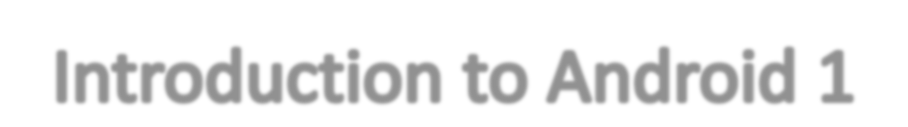 Introduction to Android 1